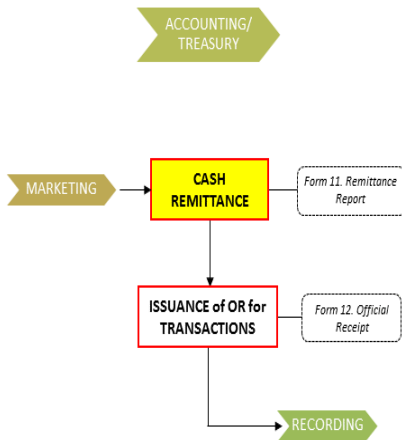 ACCOUNTING/
TREASURY
MARKETING
CASH
REMITTANCE
Form 11. Remittance
Report
ISSUANCE of OR for
TRANSACTIONS
Form 12. Official
Receipt
RECORDING